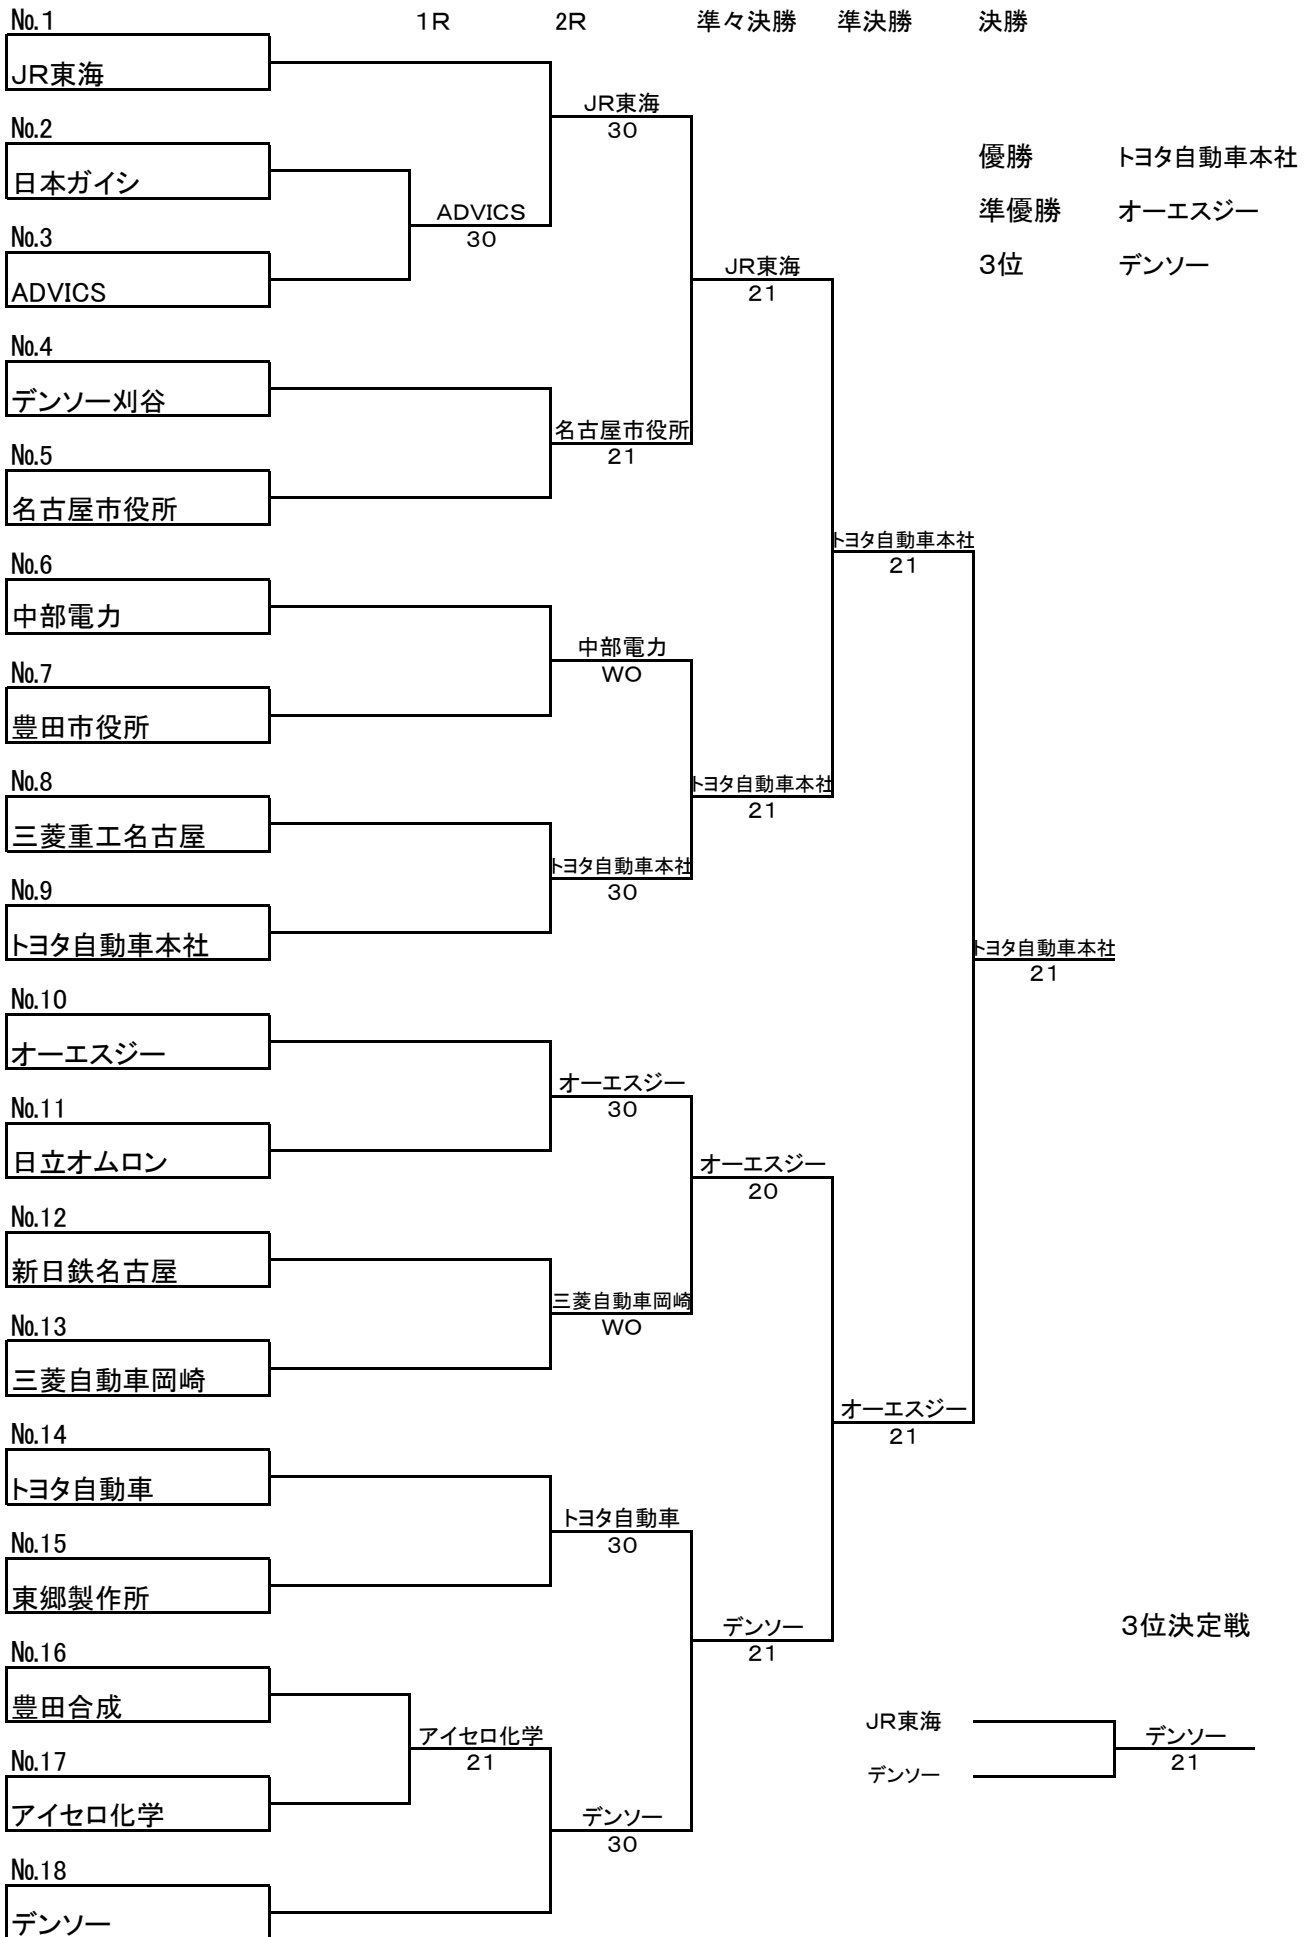 No.1 1R 2R 準々決勝 準決勝 決勝
JR東海
JR東海
30
No.2
優勝 トヨタ自動車本社
日本ガイシ
ADVICS
準優勝 オーエスジー
No.3
30
JR東海
3位 デンソー
ADVICS
21
No.4
デンソー刈谷
名古屋市役所
No.5
21
名古屋市役所
トヨタ自動車本社
No.6
21
中部電力
中部電力
No.7
WO
豊田市役所
No.8
トヨタ自動車本社
21
三菱重工名古屋
トヨタ自動車本社
No.9
30
トヨタ自動車本社
トヨタ自動車本社
21
No.10
オーエスジー
オーエスジー
No.11
30
日立オムロン
オーエスジー
20
No.12
新日鉄名古屋
三菱自動車岡崎
No.13
WO
三菱自動車岡崎
オーエスジー
No.14
21
トヨタ自動車
トヨタ自動車
No.15
30
東郷製作所
デンソー
3位決定戦
No.16
21
豊田合成
JR東海
アイセロ化学
デンソー
No.17
21
21
デンソー
アイセロ化学
デンソー
30
No.18
デンソー